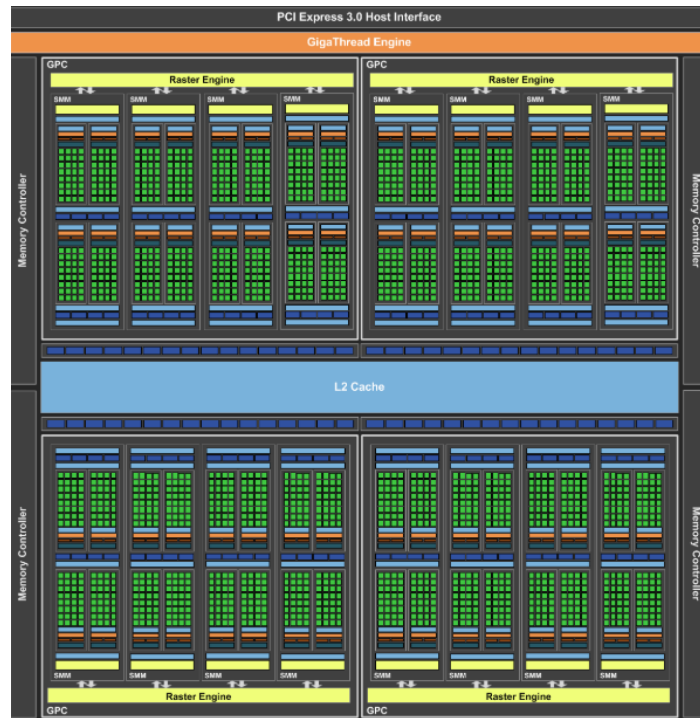 PCI Express 3.0 Host Interface
GigaThread Engine
GPC
GPC
Raster Engine
Raster Engine
SMM
SMM
SMM
SMM
SMM
SMM
SMM
SMM
Memory Controller
Memory Controller
L2 Cache
Memory Controller
Memory Controller
SMM
SMM
SMM
SMM
SMM
SMM
SMM
SMM
Raster Engine
Raster Engine
GPC
GPC